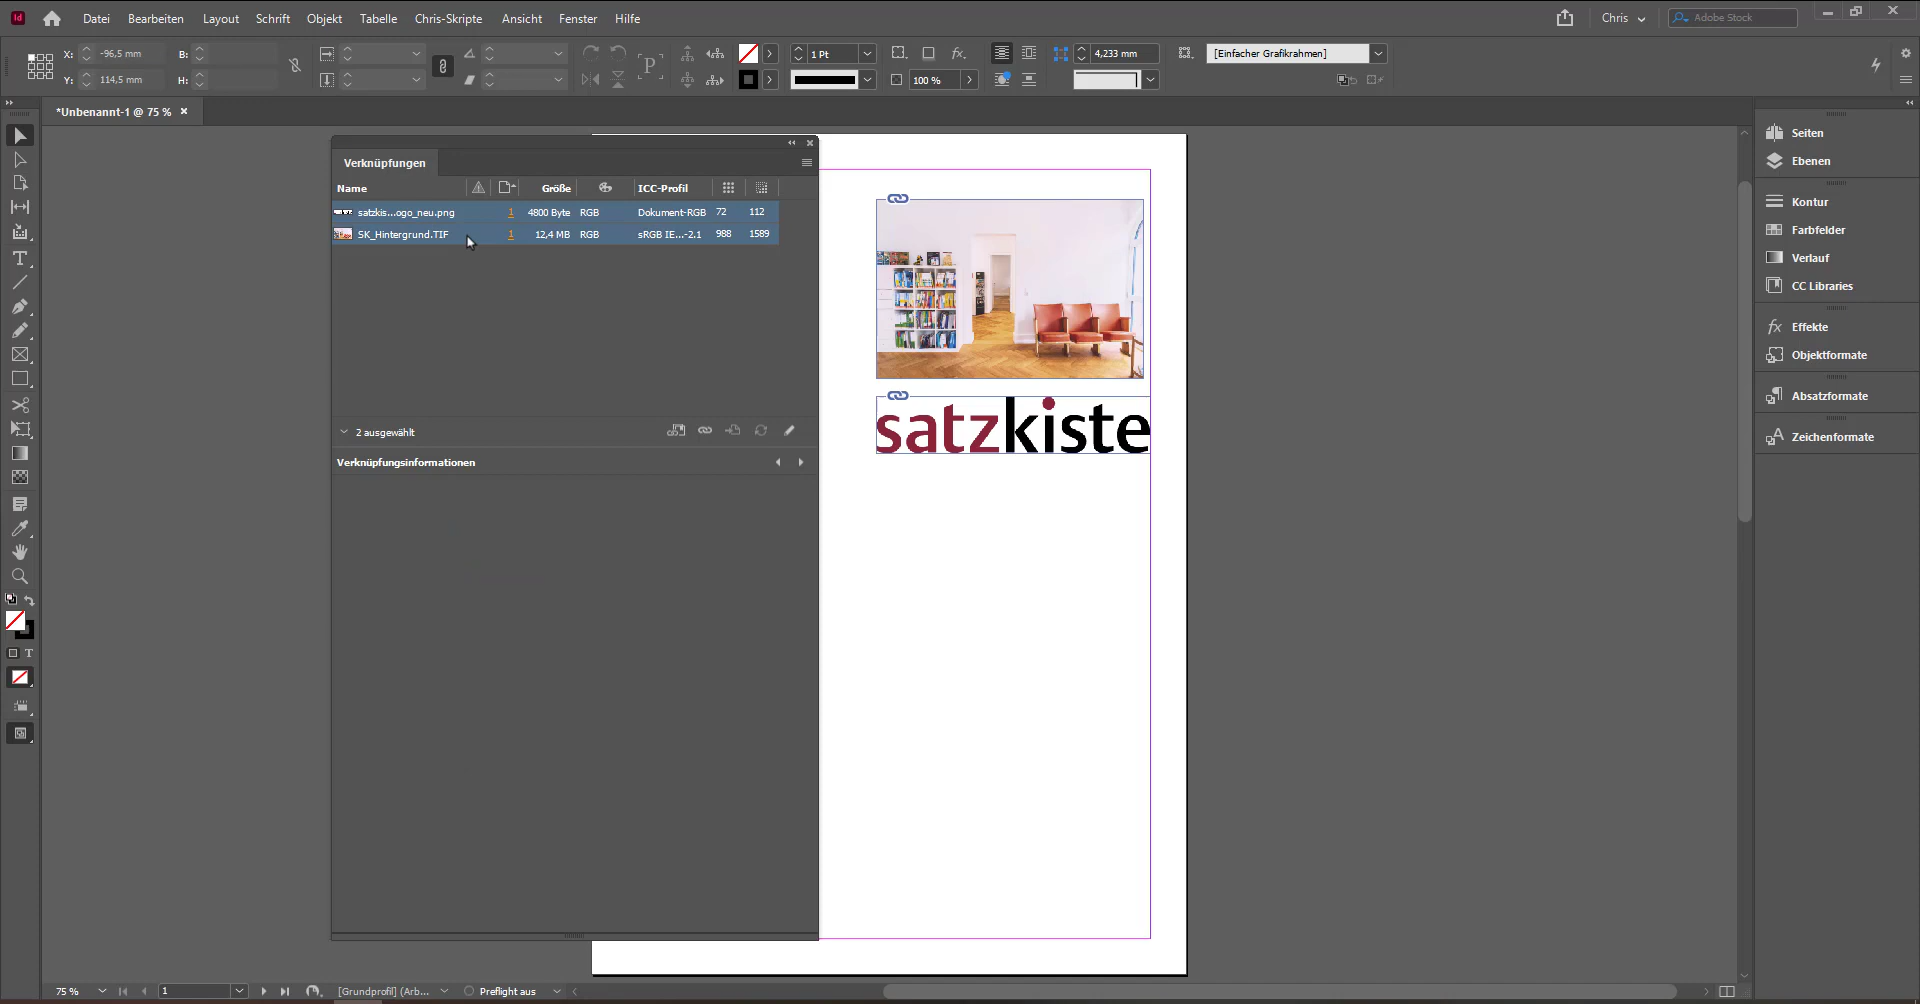 Id Datei Bearbeiten Layout Schrift Objekt Tabelle Chris-Skripte Ansicht Fenster Hilfe Chris Adobe Stock
X: -96,5 mm B: 1 Pt fx. 4,233 mm [Einfacher Grafikrahmen]
Y: 114,5 mm H: P 100 %
*Unbenannt-1 @ 75 % ×
Verknüpfungen
Name Größe ICC-Profil
satzkis...ogo_neu.png 1 4800 Byte RGB Dokument-RGB 72 112
SK_Hintergrund.TIF 1 12,4 MB RGB sRGB IE...-2.1 988 1589
2 ausgewählt
Verknüpfungsinformationen
satzkiste
Seiten
Ebenen
Kontur
Farbfelder
Verlauf
CC Libraries
fx Effekte
Objektformate
Absatzformate
Zeichenformate
75 % 1 [Grundprofil] (Arb... Preflight aus